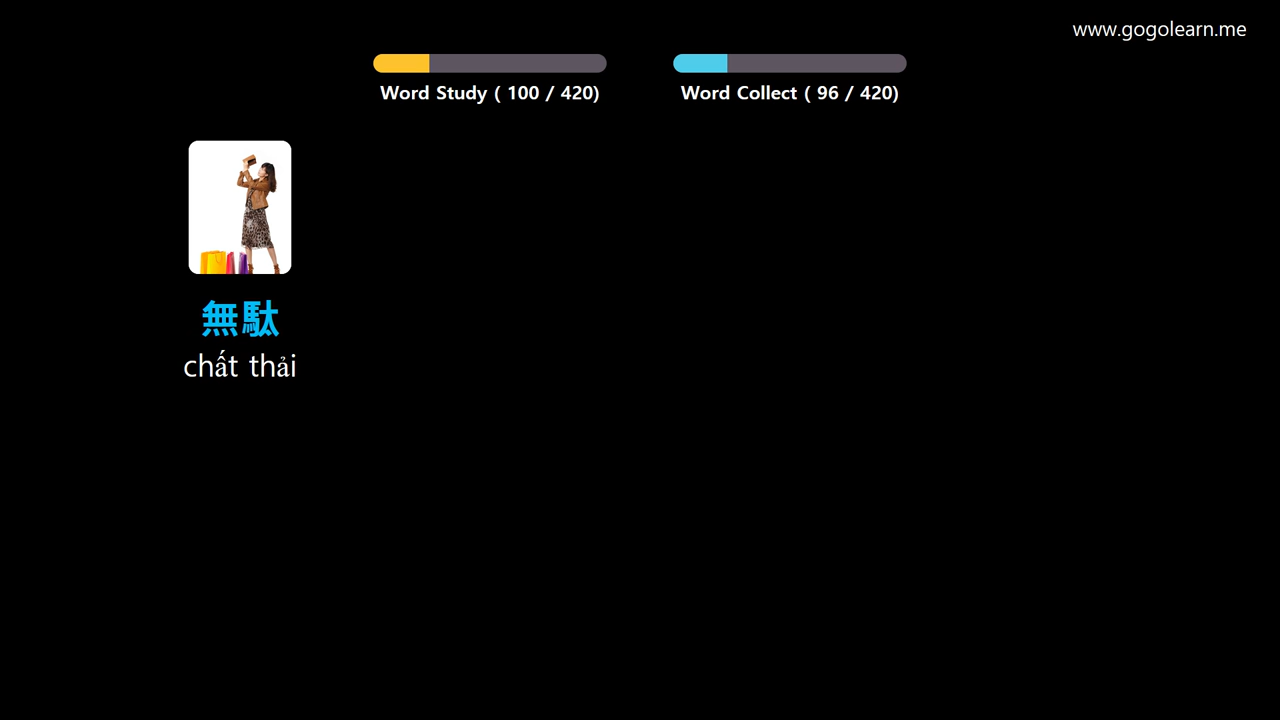 www.gogolearn.me
Word Study ( 100 / 420)
Word Collect ( 96 / 420)
無駄
chất thải